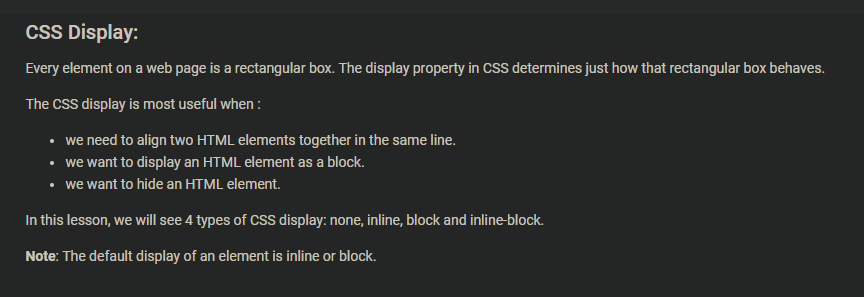 CSS Display:
Every element on a web page is a rectangular box. The display property in CSS determines just how that rectangular box behaves.
The CSS display is most useful when :
• we need to align two HTML elements together in the same line.
• we want to display an HTML element as a block.
• we want to hide an HTML element.
In this lesson, we will see 4 types of CSS display: none, inline, block and inline-block.
Note: The default display of an element is inline or block.